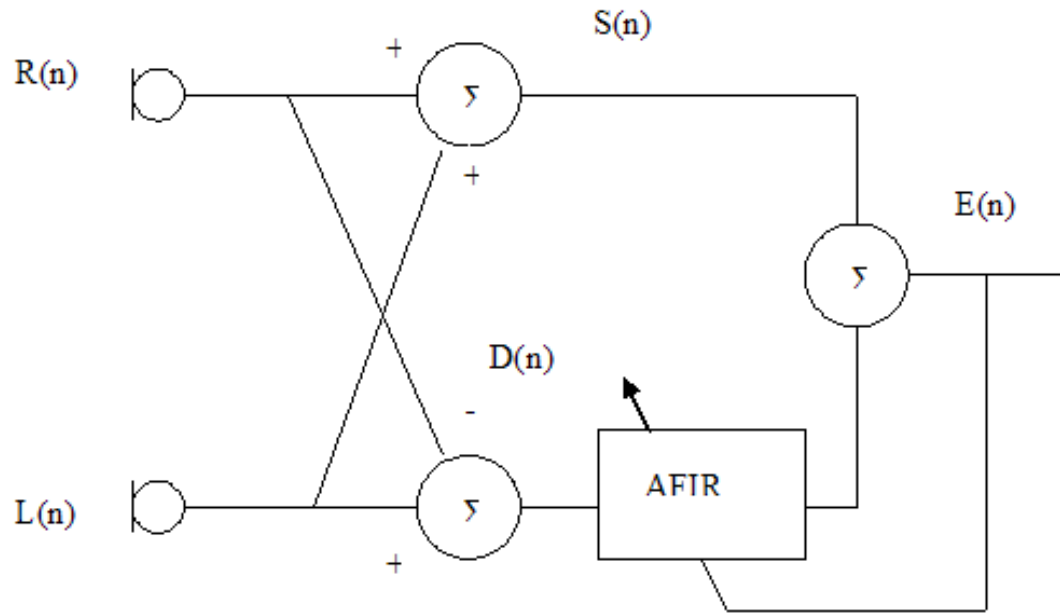 S(n)
+
R(n)
Σ
+
E(n)
Σ
D(n)
-
AFIR
L(n)
Σ
+